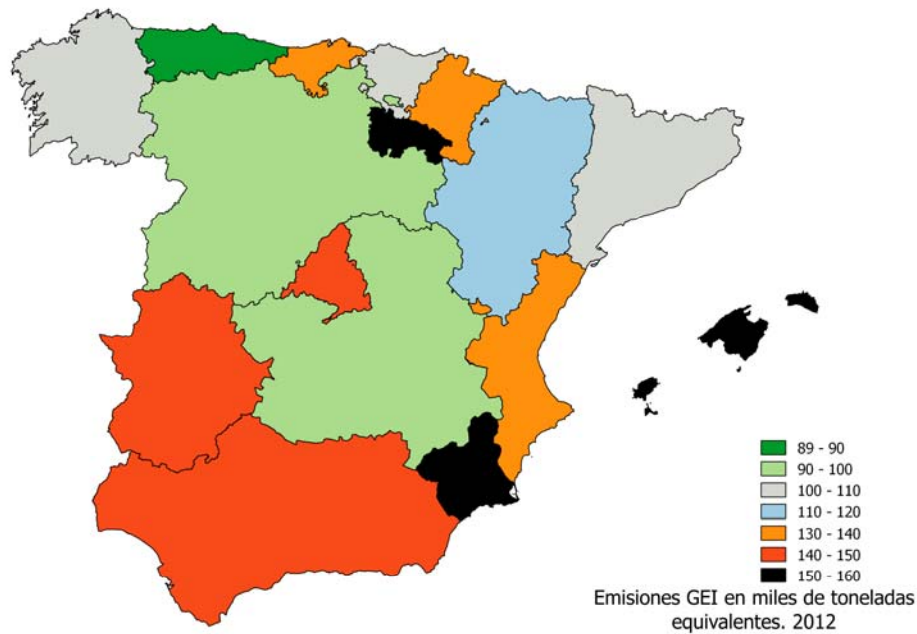 89 - 90
90 - 100
100 - 110
110 - 120
130 - 140
140 - 150
150 - 160
Emisiones GEI en miles de toneladas
equivalentes. 2012